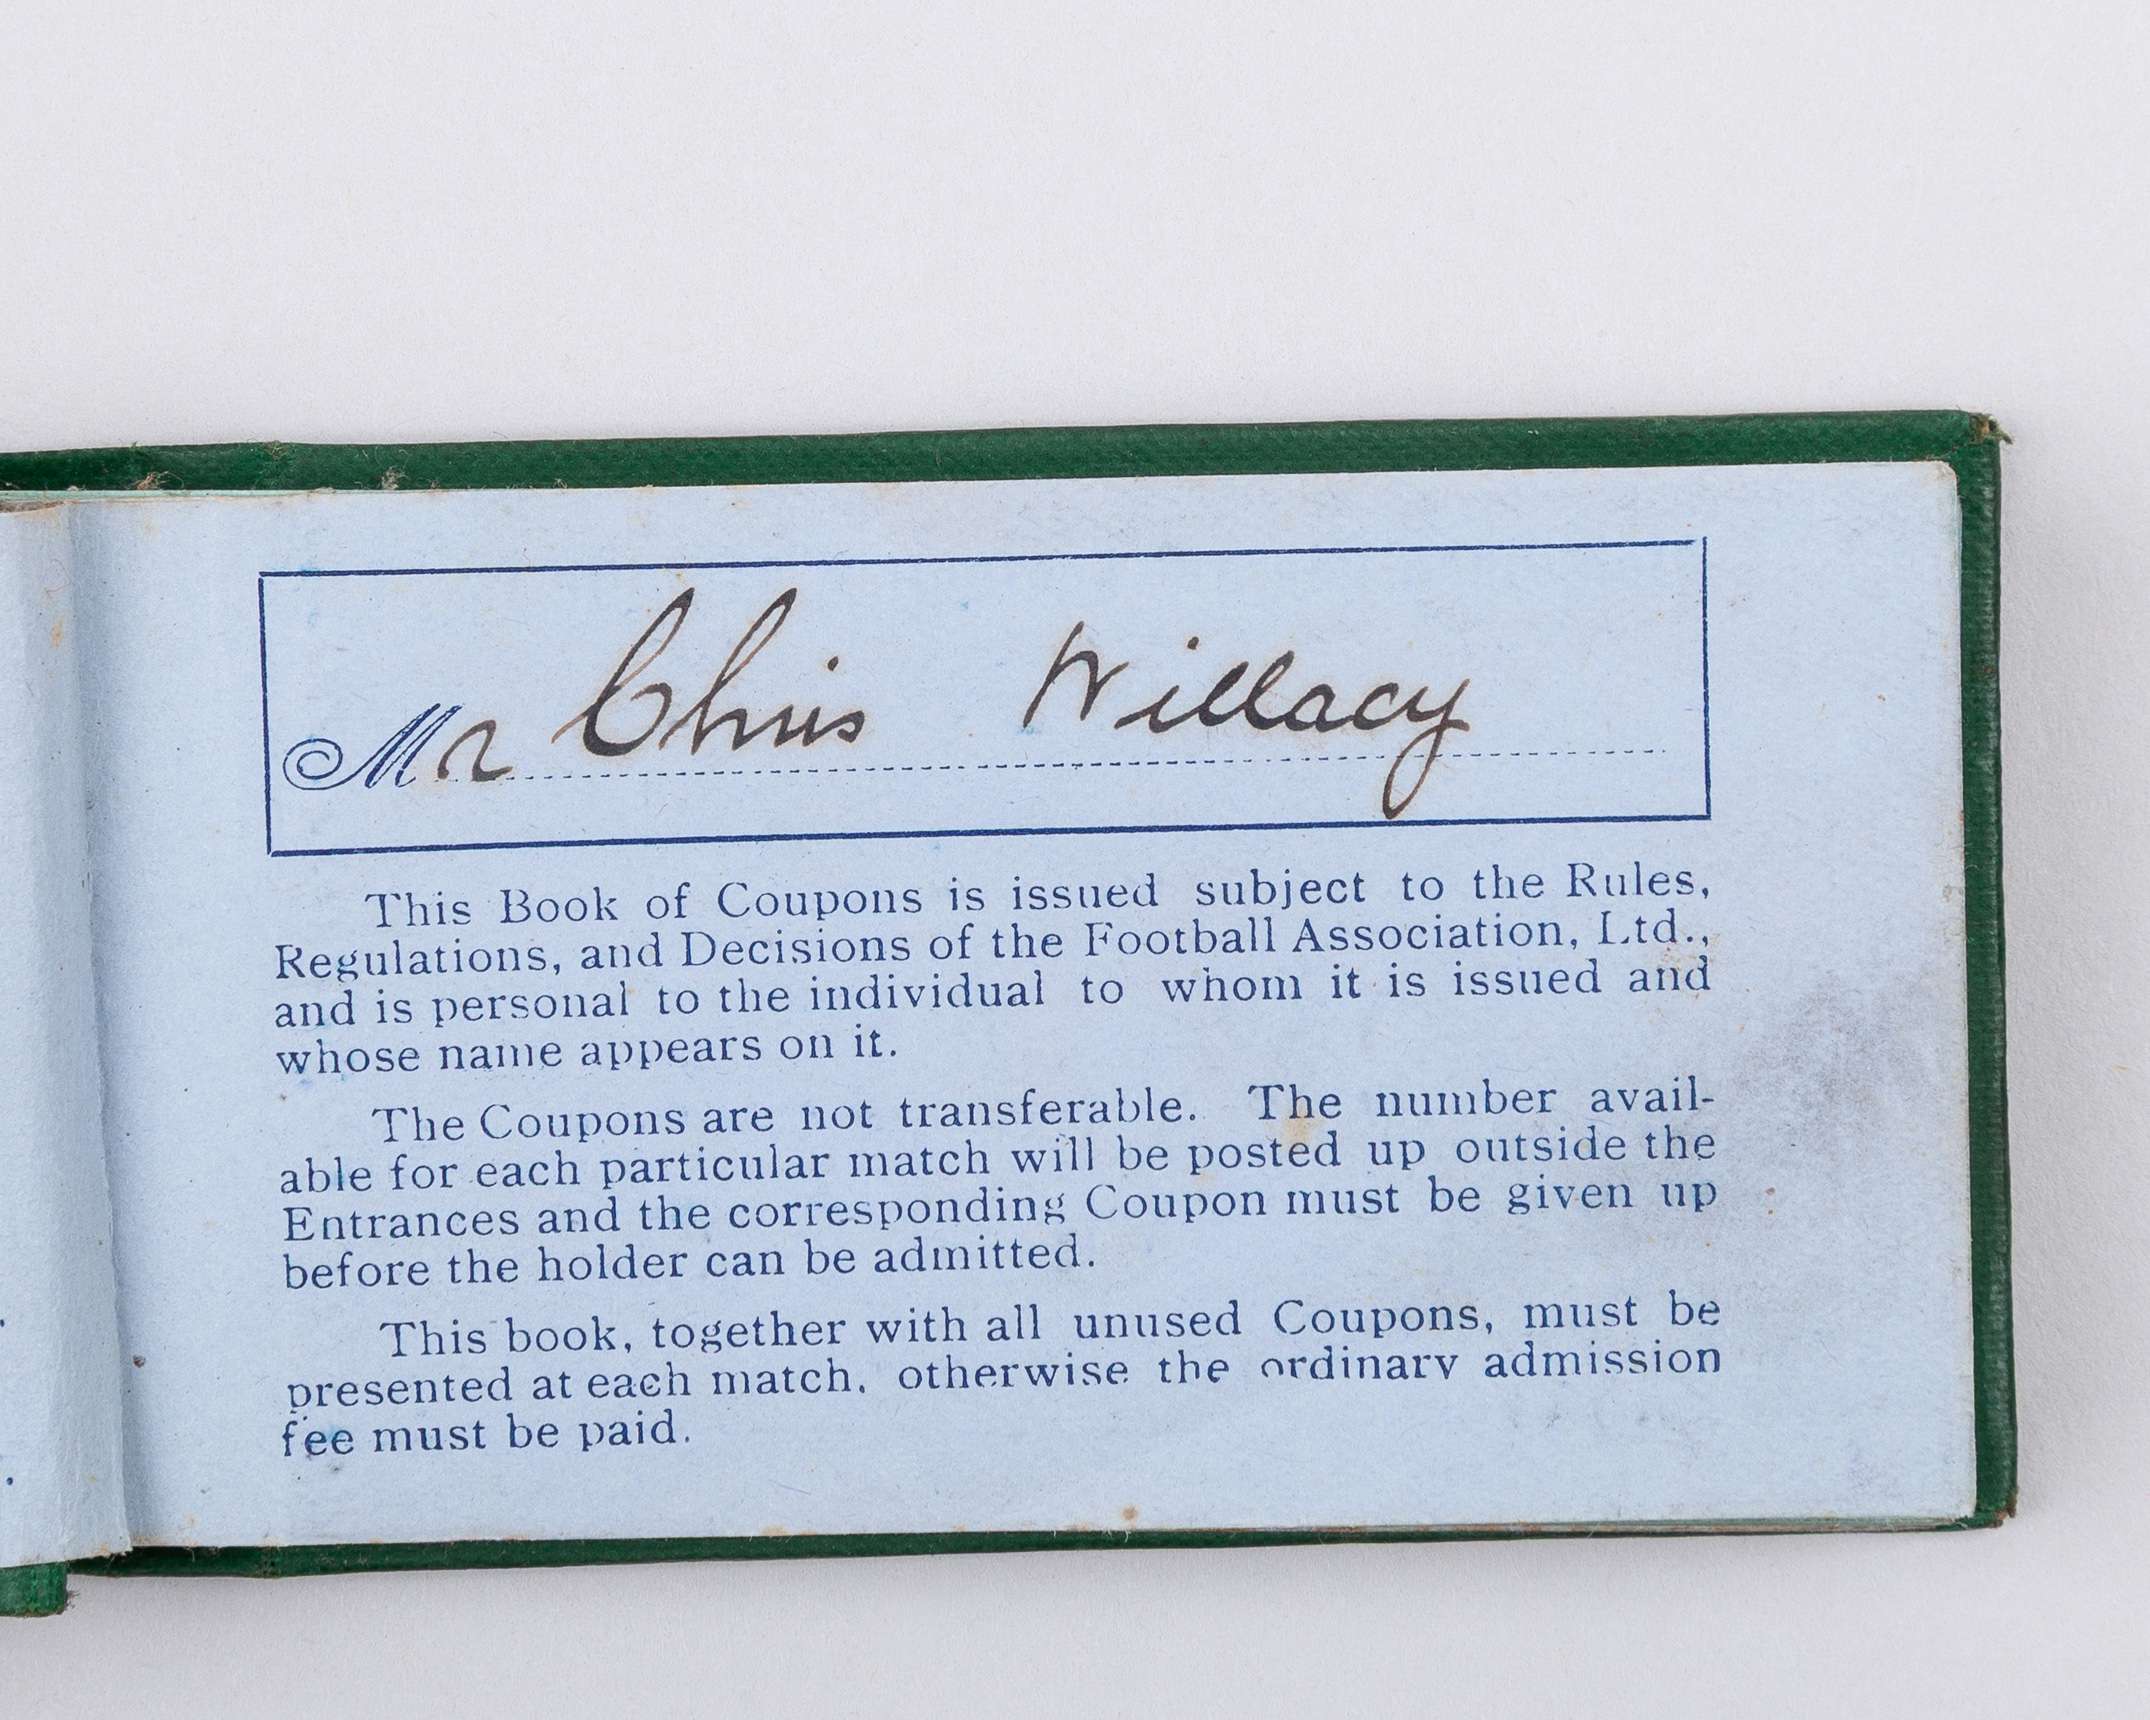 Mr Chris Willacy
This Book of Coupons is issued subject to the Rules,
Regulations, and Decisions of the Football Association, Ltd.,
and is personal to the individual to whom it is issued and
whose name appears on it.
The Coupons are not transferable. The number avail-
able for each particular match will be posted up outside the
Entrances and the corresponding Coupon must be given up
before the holder can be admitted.
This book, together with all unused Coupons, must be
presented at each match, otherwise the ordinary admission
fee must be paid.